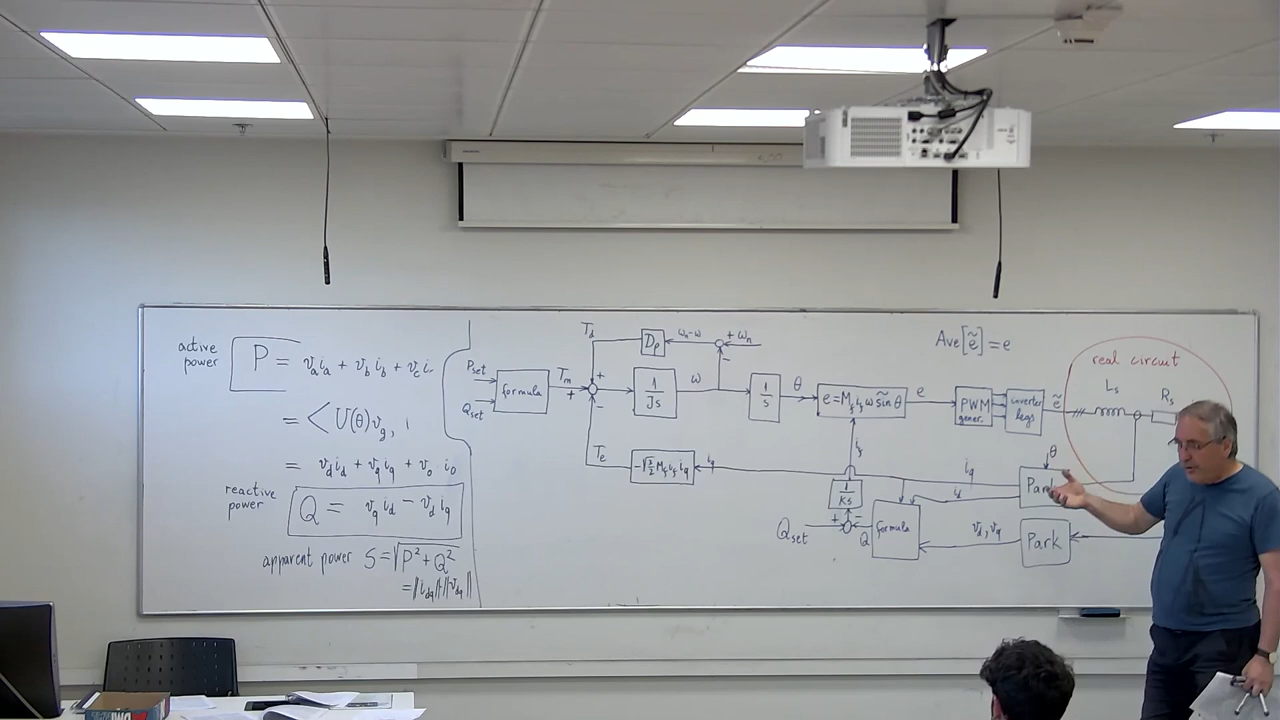 active power
P = v_a i_a + v_b i_b + v_c i_c
= < U(θ)v_g, i
= v_d i_d + v_q i_q + v_o i_o
reactive power
Q = v_q i_d − v_d i_q
apparent power S = √P² + Q²
= ‖i_dq‖·‖v_dq‖
P_set
Q_set
formula
T_m
+
T_d
+
−
T_e
D_p
ω_n-ω
+ ω_n
−
1/Js
ω
1/s
θ
e = M_f i_f ω s̃in θ
e
PWM gener.
inverter legs
ẽ
Ave[ẽ] = e
real circuit
L_s
R_s
−√3/2 M_f i_f i_q
i_q
i_f
1/Ks
Q_set
+
−
Q
formula
i_q
i_d
v_d, v_q
θ
Park
Park